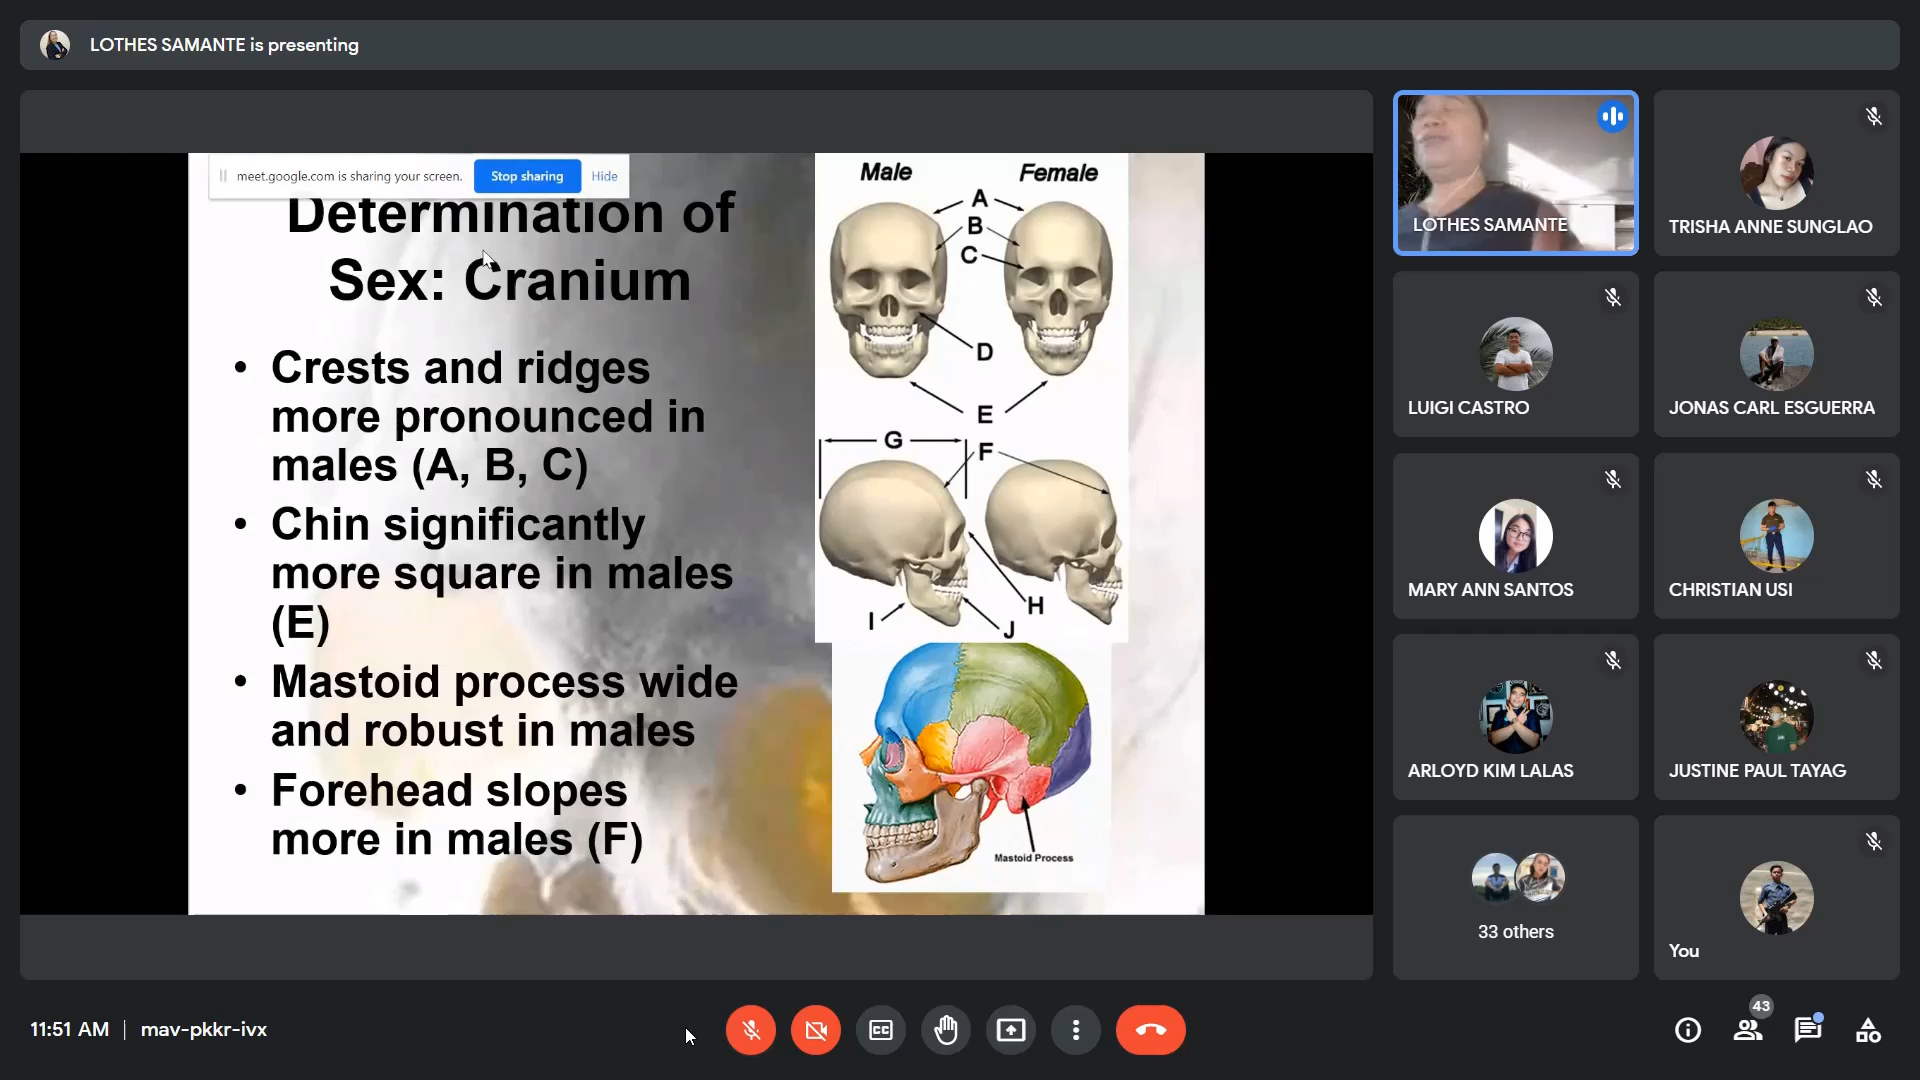 LOTHES SAMANTE is presenting
meet.google.com is sharing your screen.
Stop sharing
Hide
Determination of
Sex: Cranium
• Crests and ridges
more pronounced in
males (A, B, C)
• Chin significantly
more square in males
(E)
• Mastoid process wide
and robust in males
• Forehead slopes
more in males (F)
Male
Female
A
B
C
D
E
G
F
H
I
J
Mastoid Process
LOTHES SAMANTE
TRISHA ANNE SUNGLAO
LUIGI CASTRO
JONAS CARL ESGUERRA
MARY ANN SANTOS
CHRISTIAN USI
ARLOYD KIM LALAS
JUSTINE PAUL TAYAG
33 others
You
11:51 AM | mav-pkkr-ivx
CC
43